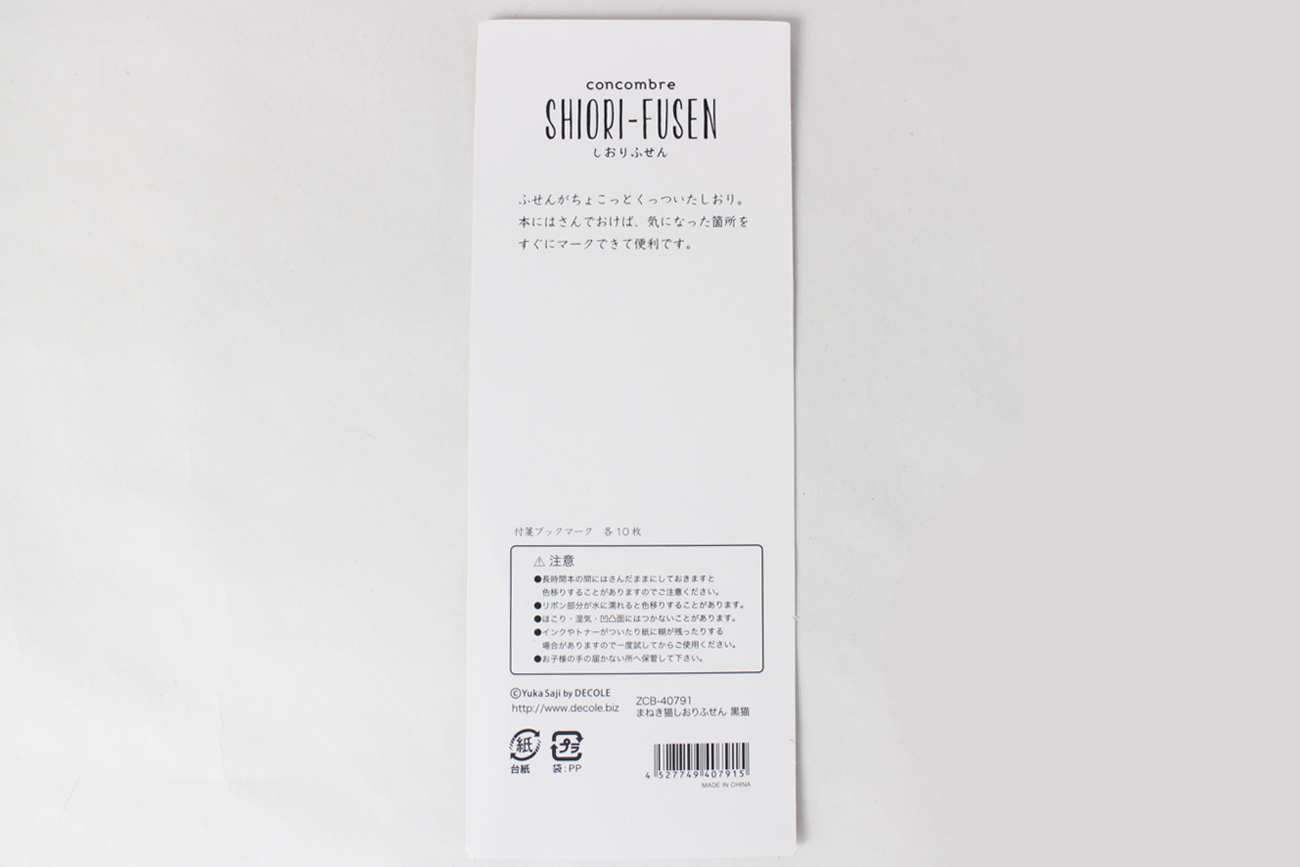 concombre
SHIORI-FUSEN
しおりふせん
ふせんがちょこっとくっついたしおり。
本にはさんでおけば、気になった箇所を
すぐにマークできて便利です。
付箋ブックマーク 各10枚
⚠ 注意
●長時間本の間にはさんだままにしておきますと
色移りすることがありますのでご注意ください。
●リボン部分が水に濡れると色移りすることがあります。
●ほこり・湿気・凹凸面にはつかないことがあります。
●インクやトナーがついたり紙に糊が残ったりする
場合がありますので一度試してからご使用ください。
●お子様の手の届かない所へ保管して下さい。
©Yuka Saji by DECOLE
http://www.decole.biz
ZCB-40791
まねき猫しおりふせん 黒猫
紙
台紙
プラ
袋:PP
4 527749 407915
MADE IN CHINA